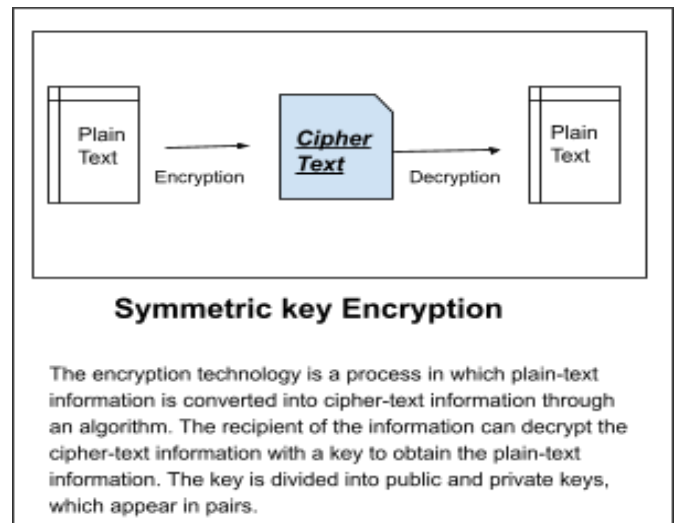 Plain
Text
Encryption
Cipher
Text
Decryption
Plain
Text
Symmetric key Encryption
The encryption technology is a process in which plain-text
information is converted into cipher-text information through
an algorithm. The recipient of the information can decrypt the
cipher-text information with a key to obtain the plain-text
information. The key is divided into public and private keys,
which appear in pairs.